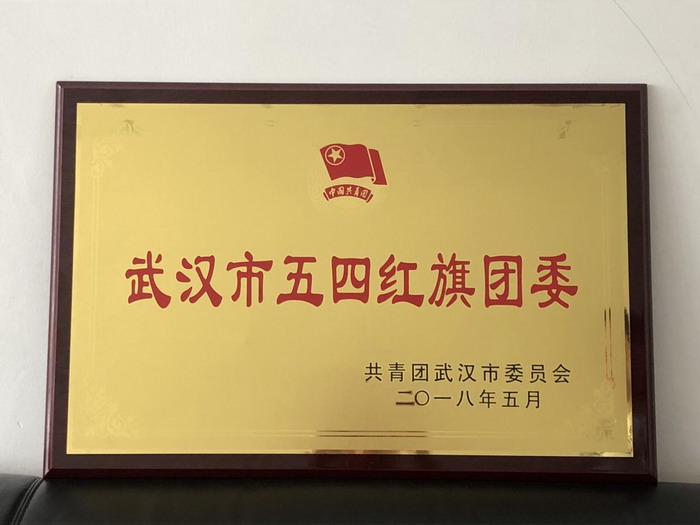 中国共青团
武汉市五四红旗团委
共青团武汉市委员会
二〇一八年五月